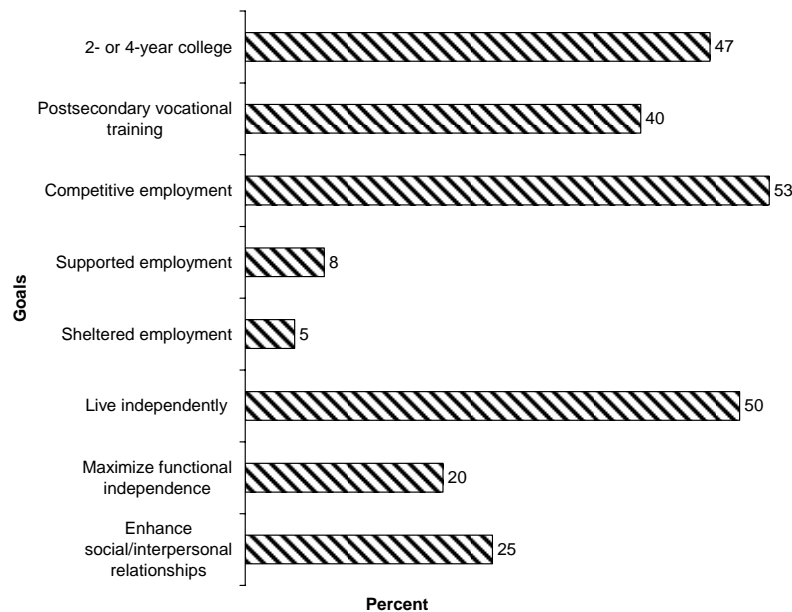 2- or 4-year college
47
Postsecondary vocational
training
40
Competitive employment
53
Supported employment
8
Goals
Sheltered employment
5
Live independently
50
Maximize functional
independence
20
Enhance
social/interpersonal
relationships
25
Percent